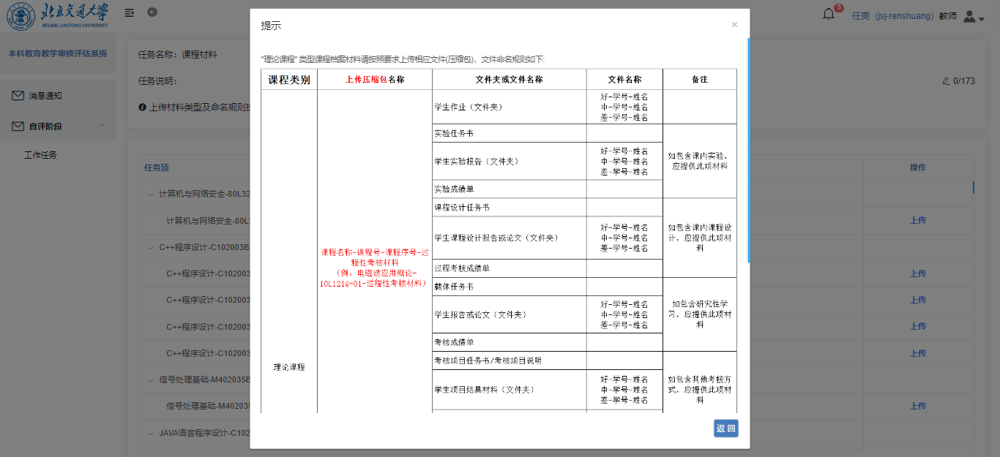 北京交通大学
BEIJING JIAOTONG UNIVERSITY
5
任爽（jsj-renshuang）教师
本科教育教学审核评估系统
消息通知
自评阶段
工作任务
任务名称：课程材料
任务说明：
0/173
上传材料类型及命名规则提
任务项
操作
计算机与网络安全-80L32
计算机与网络安全-80L3
上传
C++程序设计-C102003B
C++程序设计-C102003
上传
C++程序设计-C102003
上传
C++程序设计-C102003
上传
C++程序设计-C102003
上传
信号处理基础-M402035B
信号处理基础-M402035
上传
JAVA语言程序设计-C102
提示
×
"理论课程" 类型课程档案材料请按照要求上传相应文件(压缩包)，文件命名规则如下:
课程类别
上传压缩包名称
文件夹或文件名称
文件名称
备注
理论课程
课程名称-课程号-课程序号-过
程性考核材料
（例：电磁波应用概论-
10L121Q-01-过程性考核材料）
学生作业（文件夹）
好-学号-姓名
中-学号-姓名
差-学号-姓名
实验任务书
学生实验报告（文件夹）
好-学号-姓名
中-学号-姓名
差-学号-姓名
如包含课内实验，
应提供此项材料
实验成绩单
课程设计任务书
学生课程设计报告或论文（文件夹）
好-学号-姓名
中-学号-姓名
差-学号-姓名
如包含课内课程设
计，应提供此项材
料
过程考核成绩单
载体任务书
学生报告或论文（文件夹）
好-学号-姓名
中-学号-姓名
差-学号-姓名
如包含研究性学
习，应提供此项材
料
考核成绩单
考核项目任务书/考核项目说明
学生项目结果材料（文件夹）
好-学号-姓名
中-学号-姓名
差-学号-姓名
如包含其他考核方
式，应提供此项材
料
返回